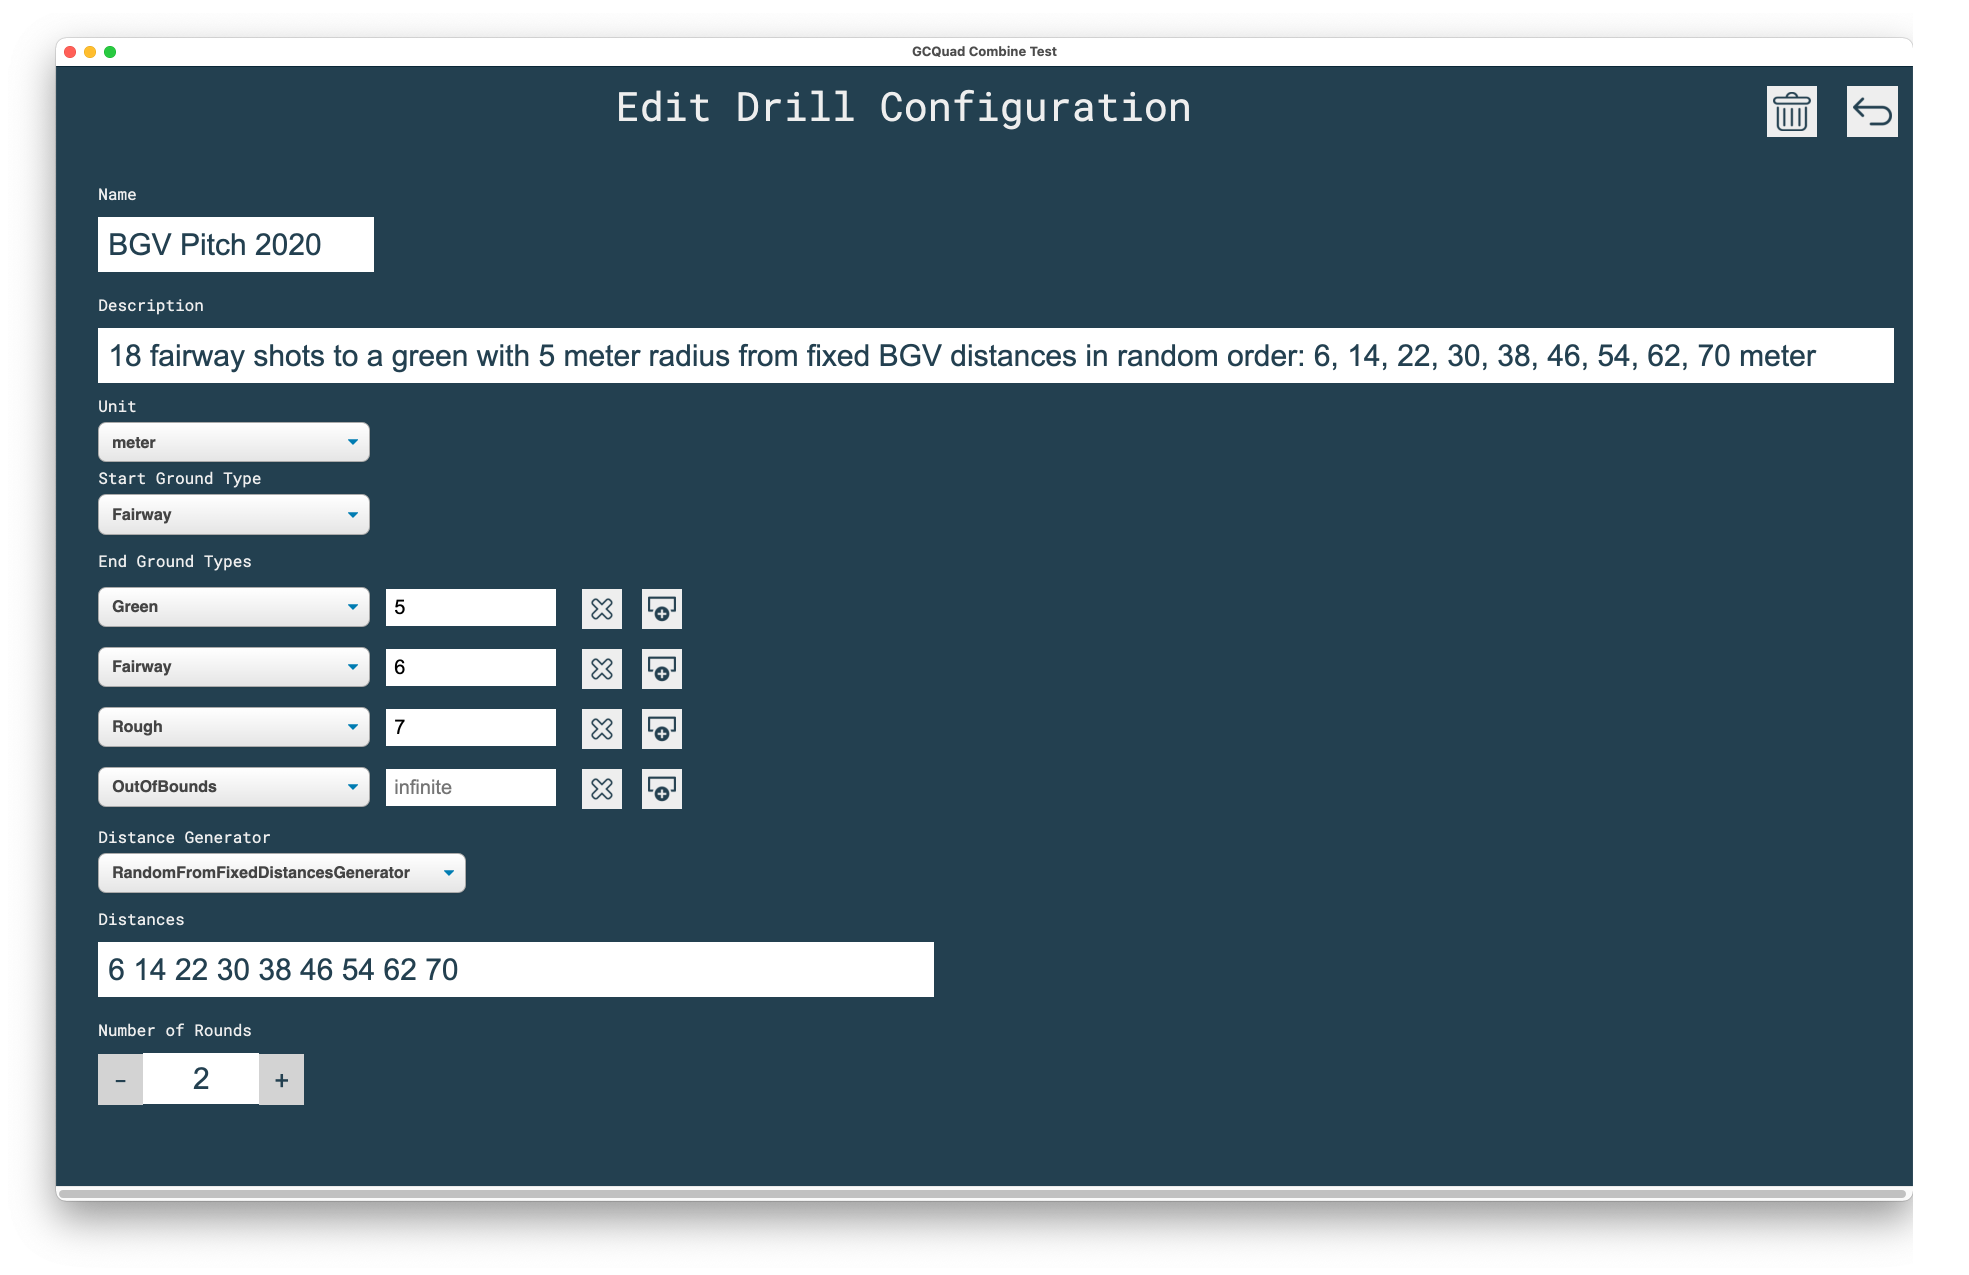 GCQuad Combine Test
Edit Drill Configuration
Name
BGV Pitch 2020
Description
18 fairway shots to a green with 5 meter radius from fixed BGV distances in random order: 6, 14, 22, 30, 38, 46, 54, 62, 70 meter
Unit
meter
Start Ground Type
Fairway
End Ground Types
Green 5
Fairway 6
Rough 7
OutOfBounds infinite
Distance Generator
RandomFromFixedDistancesGenerator
Distances
6 14 22 30 38 46 54 62 70
Number of Rounds
- 2 +